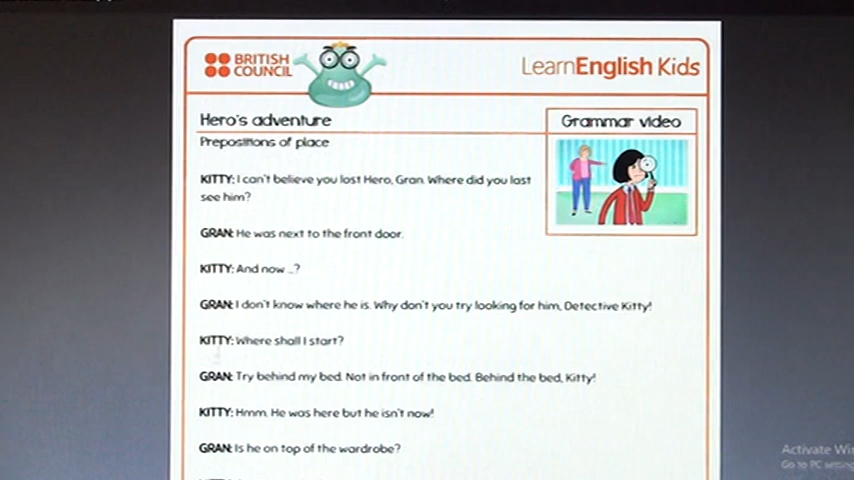 BRITISH
COUNCIL
LearnEnglish Kids
Hero's adventure
Grammar video
Prepositions of place
KITTY: I can't believe you lost Hero, Gran. Where did you last
see him?
GRAN: He was next to the front door.
KITTY: And now ...?
GRAN: I don't know where he is. Why don't you try looking for him, Detective Kitty!
KITTY: Where shall I start?
GRAN: Try behind my bed. Not in front of the bed. Behind the bed, Kitty!
KITTY: Hmm. He was here but he isn't now!
GRAN: Is he on top of the wardrobe?
Activate
Go to PC